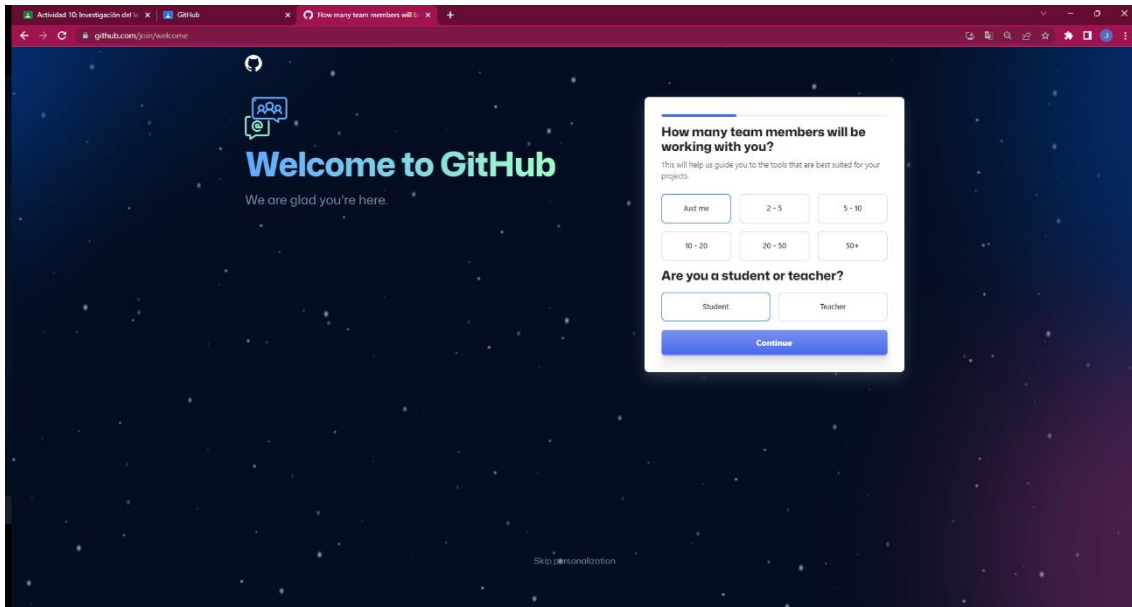 Actividad 10: Investigación del le
GitHub
How many team members will b
github.com/join/welcome
J
@
Welcome to GitHub
We are glad you're here.
How many team members will be
working with you?
This will help us guide you to the tools that are best suited for your
projects.
Just me
2 - 5
5 - 10
10 - 20
20 - 50
50+
Are you a student or teacher?
Student
Teacher
Continue
Skip personalization